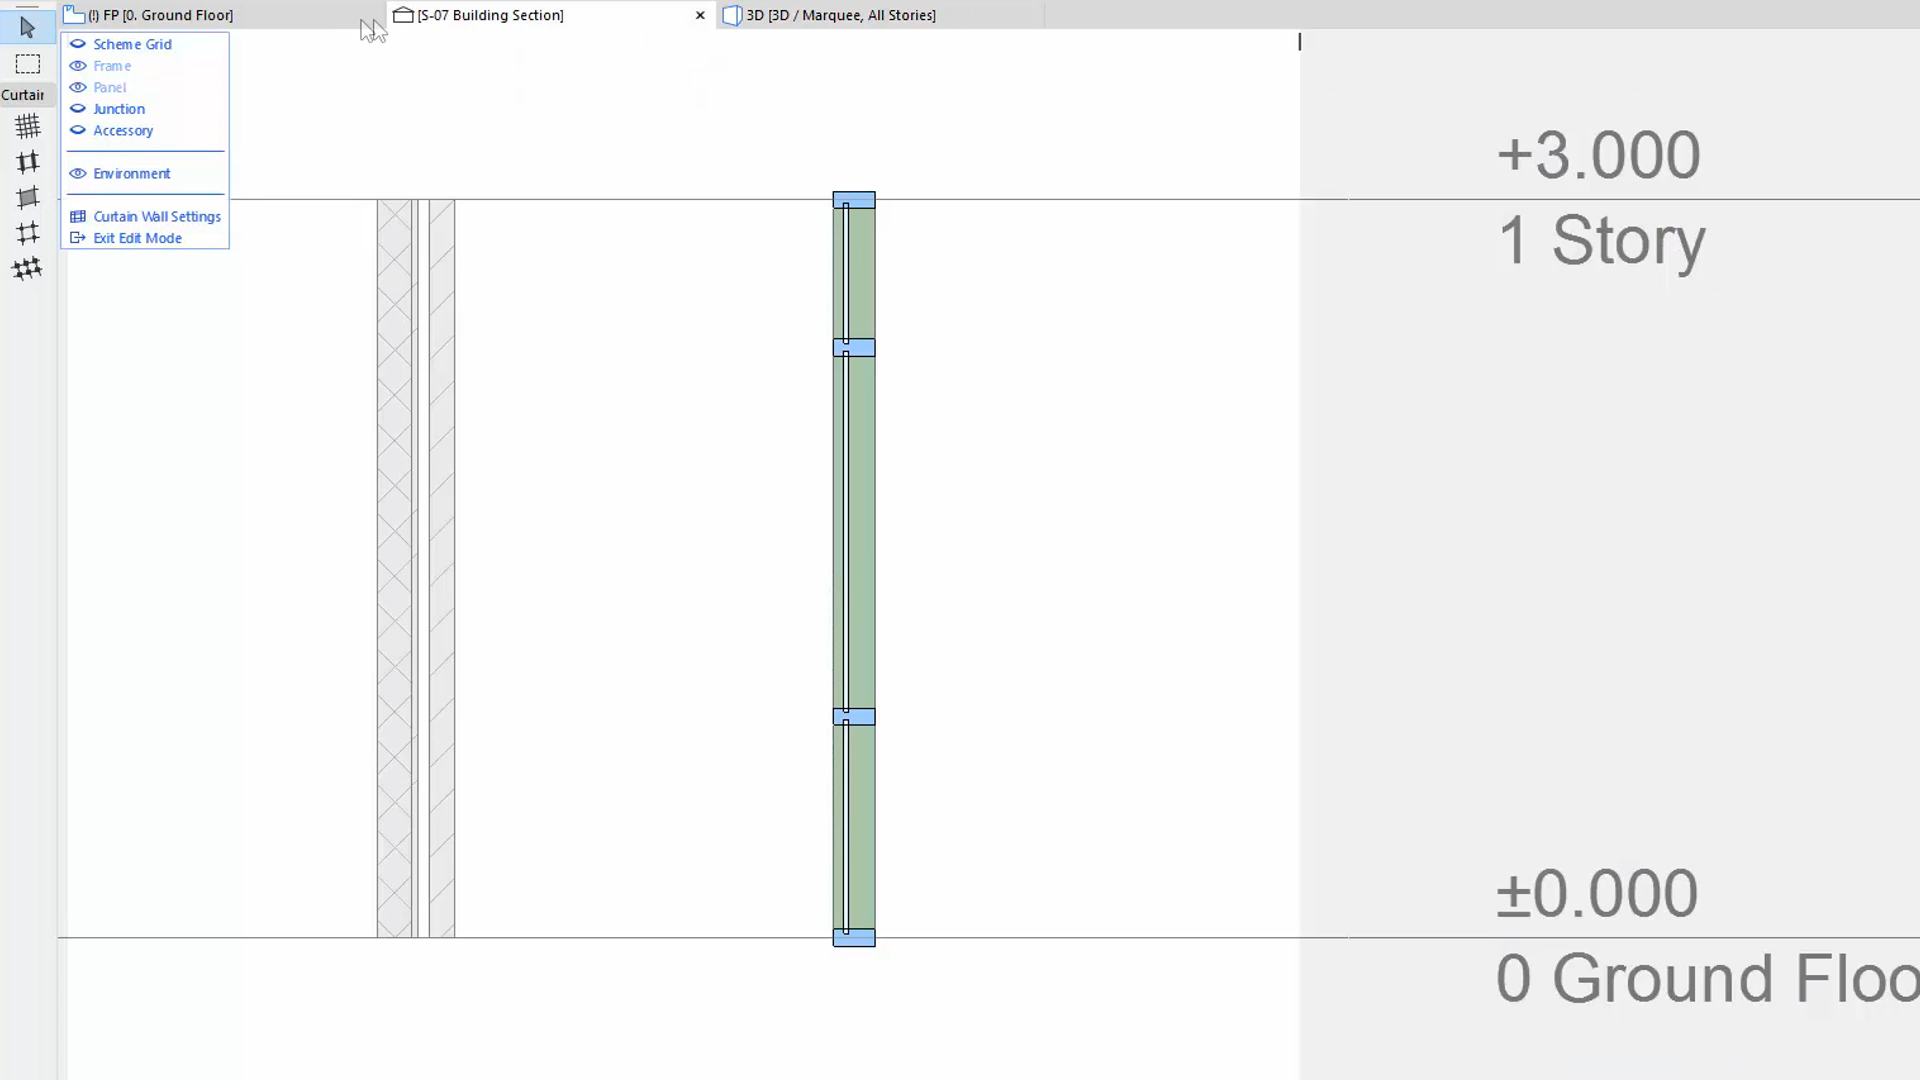 (!) FP [0. Ground Floor]
[S-07 Building Section]
3D [3D / Marquee, All Stories]
Scheme Grid
Frame
Panel
Junction
Accessory
Environment
Curtain Wall Settings
Exit Edit Mode
Curtair
+3.000
1 Story
±0.000
0 Ground Floo